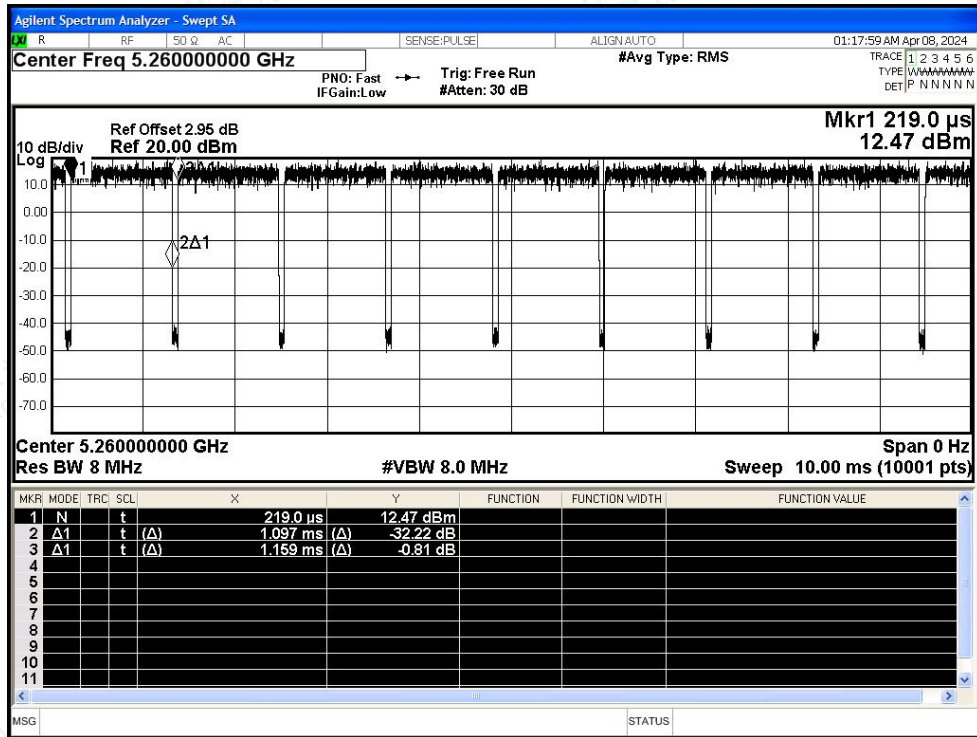 Agilent Spectrum Analyzer - Swept SA
LXI R RF 50 Ω AC SENSE:PULSE ALIGN AUTO 01:17:59 AM Apr 08, 2024
Center Freq 5.260000000 GHz
PNO: Fast
IFGain:Low
Trig: Free Run
#Atten: 30 dB
#Avg Type: RMS
TRACE 1 2 3 4 5 6
TYPE WWWWWW
DET P N N N N N
Mkr1 219.0 µs
12.47 dBm
Ref Offset 2.95 dB
10 dB/div Ref 20.00 dBm
Log
1
3Δ1
10.0
0.00
2Δ1
-10.0
-20.0
-30.0
-40.0
-50.0
-60.0
-70.0
Center 5.260000000 GHz Span 0 Hz
Res BW 8 MHz #VBW 8.0 MHz Sweep 10.00 ms (10001 pts)
MKR MODE TRC SCL X Y FUNCTION FUNCTION WIDTH FUNCTION VALUE
1 N t 219.0 µs 12.47 dBm
2 Δ1 t (Δ) 1.097 ms (Δ) -32.22 dB
3 Δ1 t (Δ) 1.159 ms (Δ) -0.81 dB
4
5
6
7
8
9
10
11
MSG STATUS